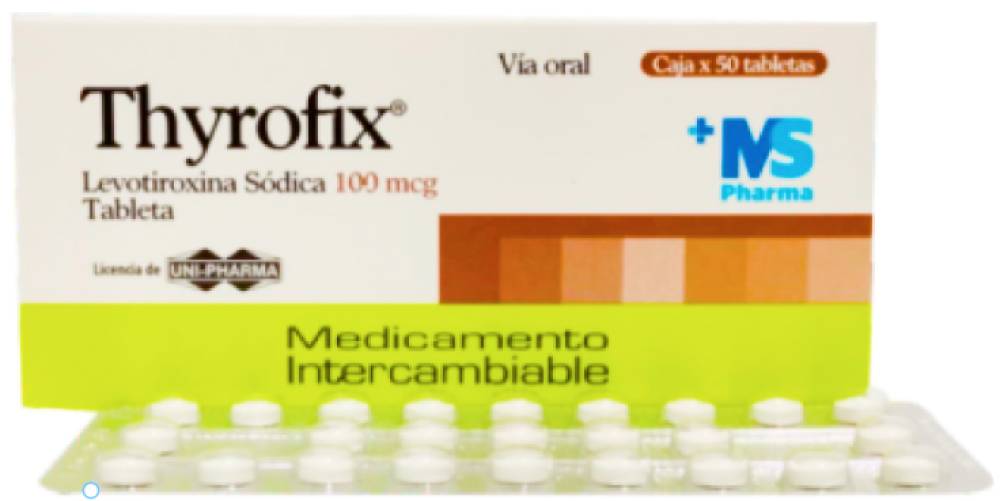 Vía oral
Caja x 50 tabletas
Thyrofix®
Levotiroxina Sódica 100 mcg
Tableta
+MS
Pharma
Licencia de UNI-PHARMA
Medicamento
Intercambiable